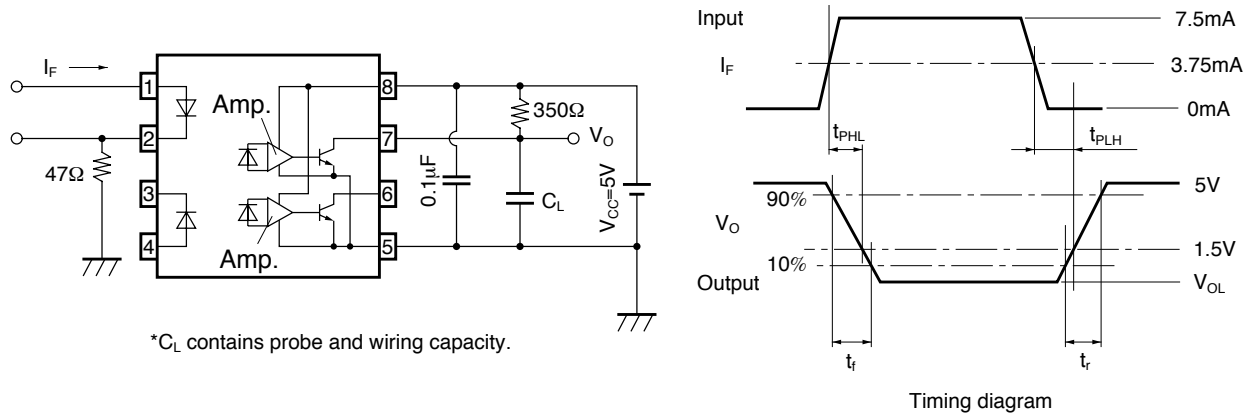 I_F
1
2
47Ω
3
4
Amp.
Amp.
8
7
6
5
0.1µF
350Ω
V_O
C_L
V_CC=5V
*C_L contains probe and wiring capacity.
Input
7.5mA
I_F
3.75mA
0mA
t_PHL
t_PLH
5V
90%
V_O
1.5V
10%
Output
V_OL
t_f
t_r
Timing diagram